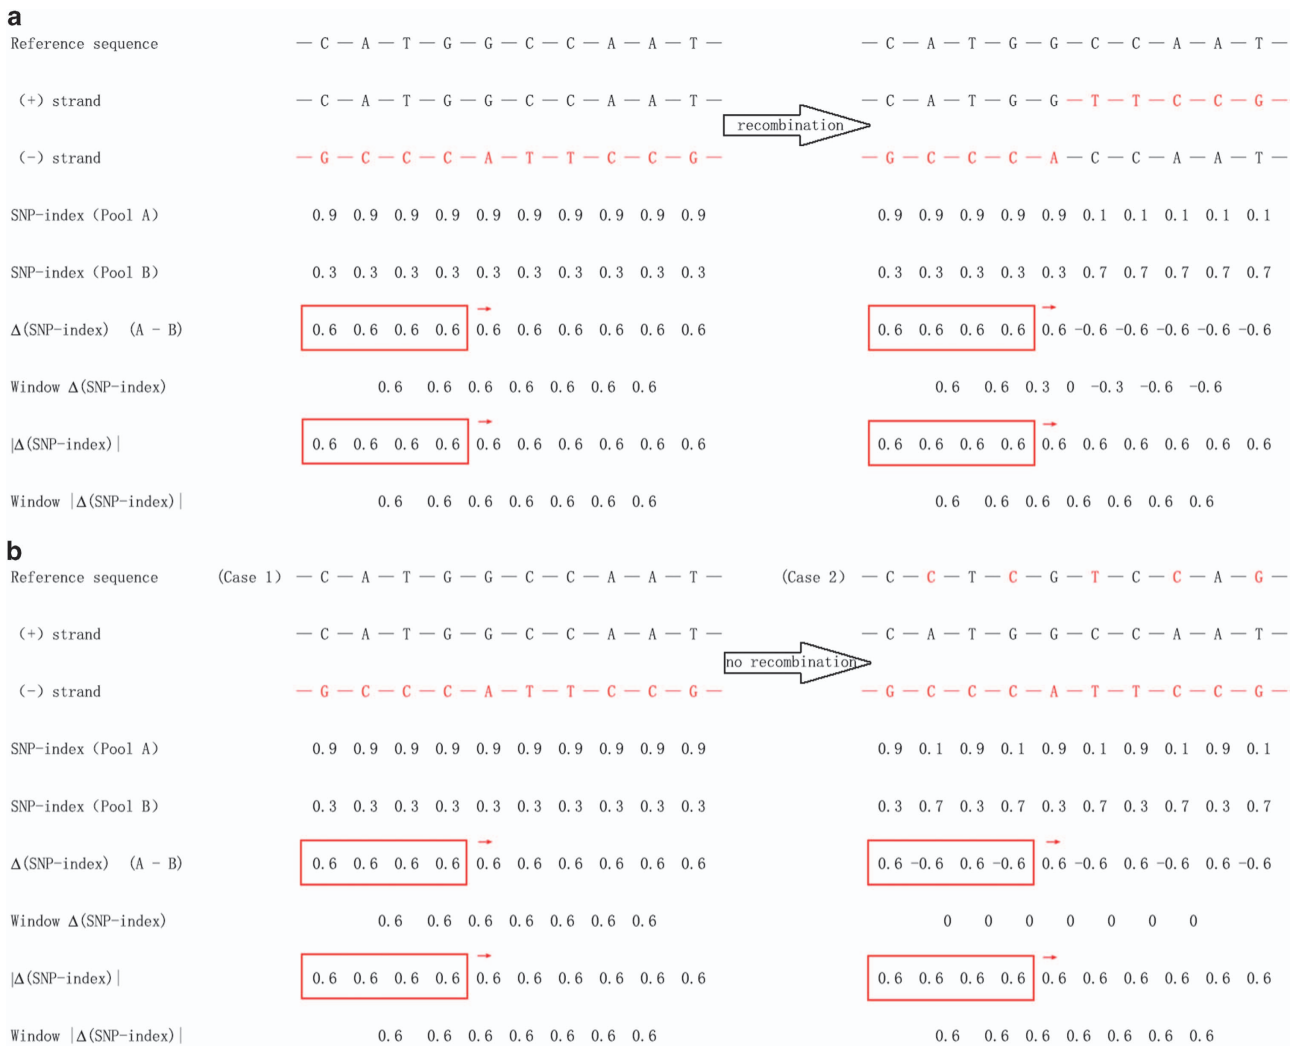 a
Reference sequence — C — A — T — G — G — C — C — A — A — T — — C — A — T — G — G — C — C — A — A — T —
(+) strand — C — A — T — G — G — C — C — A — A — T — — C — A — T — G — G — T — T — C — C — G —
recombination
(-) strand — G — C — C — C — A — T — T — C — C — G — — G — C — C — C — A — C — C — A — A — T —
SNP-index (Pool A) 0.9 0.9 0.9 0.9 0.9 0.9 0.9 0.9 0.9 0.9 0.9 0.9 0.9 0.9 0.9 0.1 0.1 0.1 0.1 0.1
SNP-index (Pool B) 0.3 0.3 0.3 0.3 0.3 0.3 0.3 0.3 0.3 0.3 0.3 0.3 0.3 0.3 0.3 0.7 0.7 0.7 0.7 0.7
Δ(SNP-index) (A - B) 0.6 0.6 0.6 0.6 0.6 0.6 0.6 0.6 0.6 0.6 0.6 0.6 0.6 0.6 0.6 -0.6 -0.6 -0.6 -0.6 -0.6
Window Δ(SNP-index) 0.6 0.6 0.6 0.6 0.6 0.6 0.6 0.6 0.6 0.3 0 -0.3 -0.6 -0.6
|Δ(SNP-index)| 0.6 0.6 0.6 0.6 0.6 0.6 0.6 0.6 0.6 0.6 0.6 0.6 0.6 0.6 0.6 0.6 0.6 0.6 0.6 0.6
Window |Δ(SNP-index)| 0.6 0.6 0.6 0.6 0.6 0.6 0.6 0.6 0.6 0.6 0.6 0.6 0.6 0.6
b
Reference sequence (Case 1) — C — A — T — G — G — C — C — A — A — T — (Case 2) — C — C — T — C — G — T — C — C — A — G —
(+) strand — C — A — T — G — G — C — C — A — A — T — — C — A — T — G — G — C — C — A — A — T —
no recombination
(-) strand — G — C — C — C — A — T — T — C — C — G — — G — C — C — C — A — T — T — C — C — G —
SNP-index (Pool A) 0.9 0.9 0.9 0.9 0.9 0.9 0.9 0.9 0.9 0.9 0.9 0.1 0.9 0.1 0.9 0.1 0.9 0.1 0.9 0.1
SNP-index (Pool B) 0.3 0.3 0.3 0.3 0.3 0.3 0.3 0.3 0.3 0.3 0.3 0.7 0.3 0.7 0.3 0.7 0.3 0.7 0.3 0.7
Δ(SNP-index) (A - B) 0.6 0.6 0.6 0.6 0.6 0.6 0.6 0.6 0.6 0.6 0.6 -0.6 0.6 -0.6 0.6 -0.6 0.6 -0.6 0.6 -0.6
Window Δ(SNP-index) 0.6 0.6 0.6 0.6 0.6 0.6 0.6 0 0 0 0 0 0 0
|Δ(SNP-index)| 0.6 0.6 0.6 0.6 0.6 0.6 0.6 0.6 0.6 0.6 0.6 0.6 0.6 0.6 0.6 0.6 0.6 0.6 0.6 0.6
Window |Δ(SNP-index)| 0.6 0.6 0.6 0.6 0.6 0.6 0.6 0.6 0.6 0.6 0.6 0.6 0.6 0.6